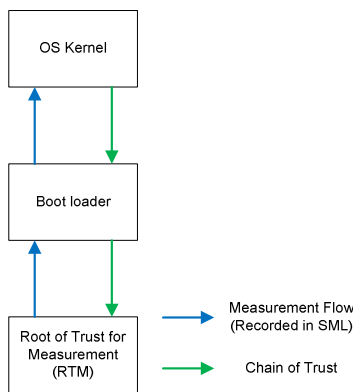 OS Kernel
Boot loader
Root of Trust for
Measurement
(RTM)
Measurement Flow
(Recorded in SML)
Chain of Trust